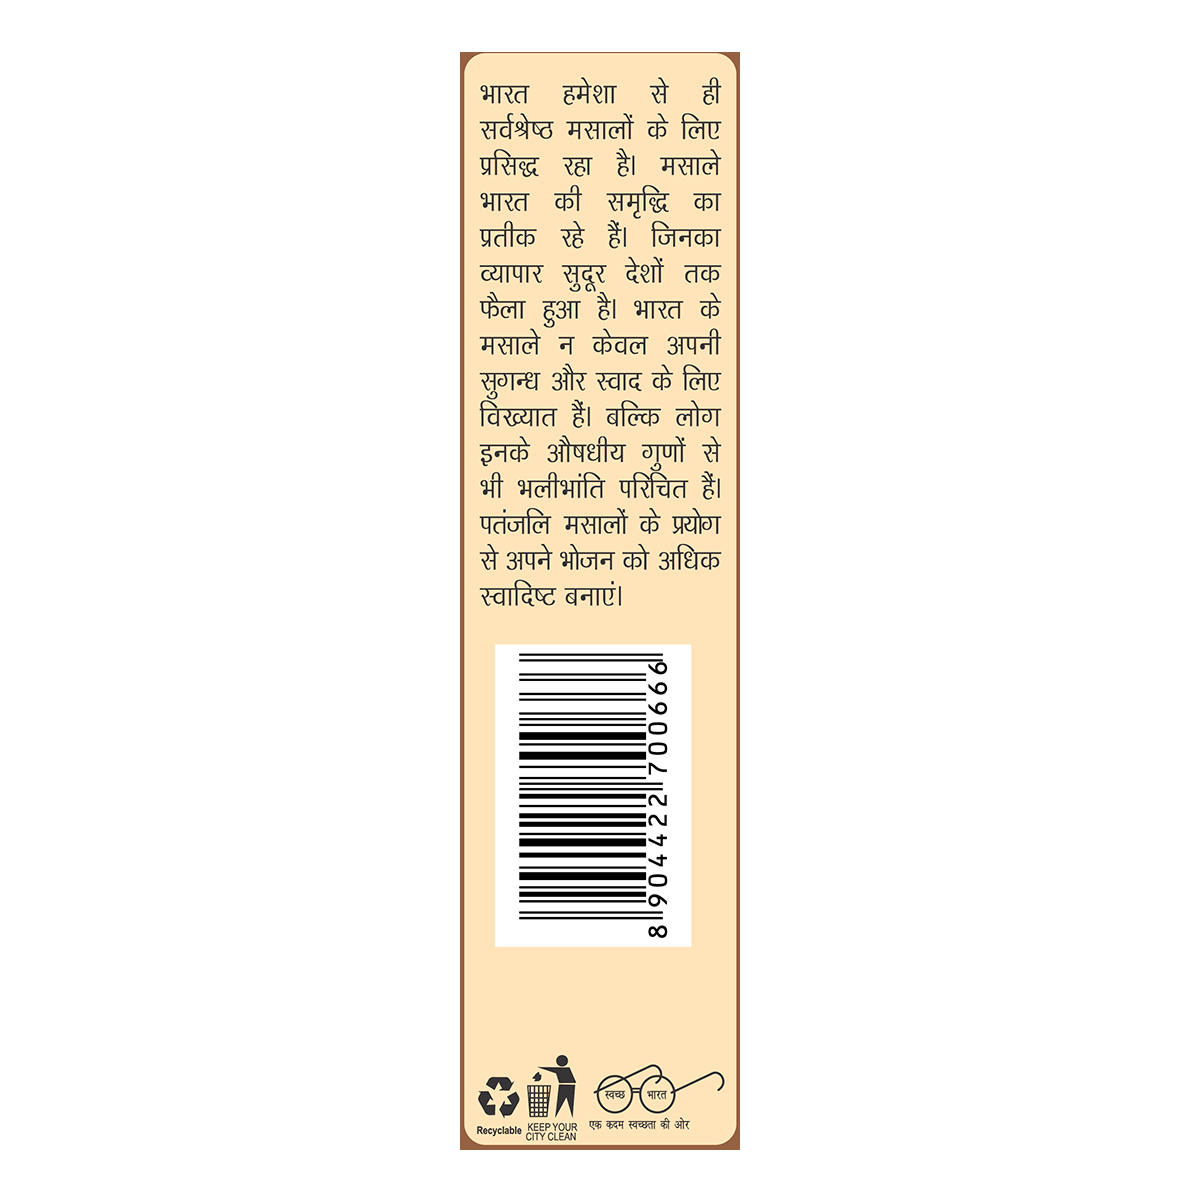 भारत हमेशा से ही
सर्वश्रेष्ठ मसालों के लिए
प्रसिद्ध रहा है। मसाले
भारत की समृद्धि का
प्रतीक रहे हैं। जिनका
व्यापार सुदूर देशों तक
फैला हुआ है। भारत के
मसाले न केवल अपनी
सुगन्ध और स्वाद के लिए
विख्यात हैं। बल्कि लोग
इनके औषधीय गुणों से
भी भलीभांति परिचित हैं।
पतंजलि मसालों के प्रयोग
से अपने भोजन को अधिक
स्वादिष्ट बनाएं।
8904422700666
Recyclable
KEEP YOUR
CITY CLEAN
स्वच्छ भारत
एक कदम स्वच्छता की ओर